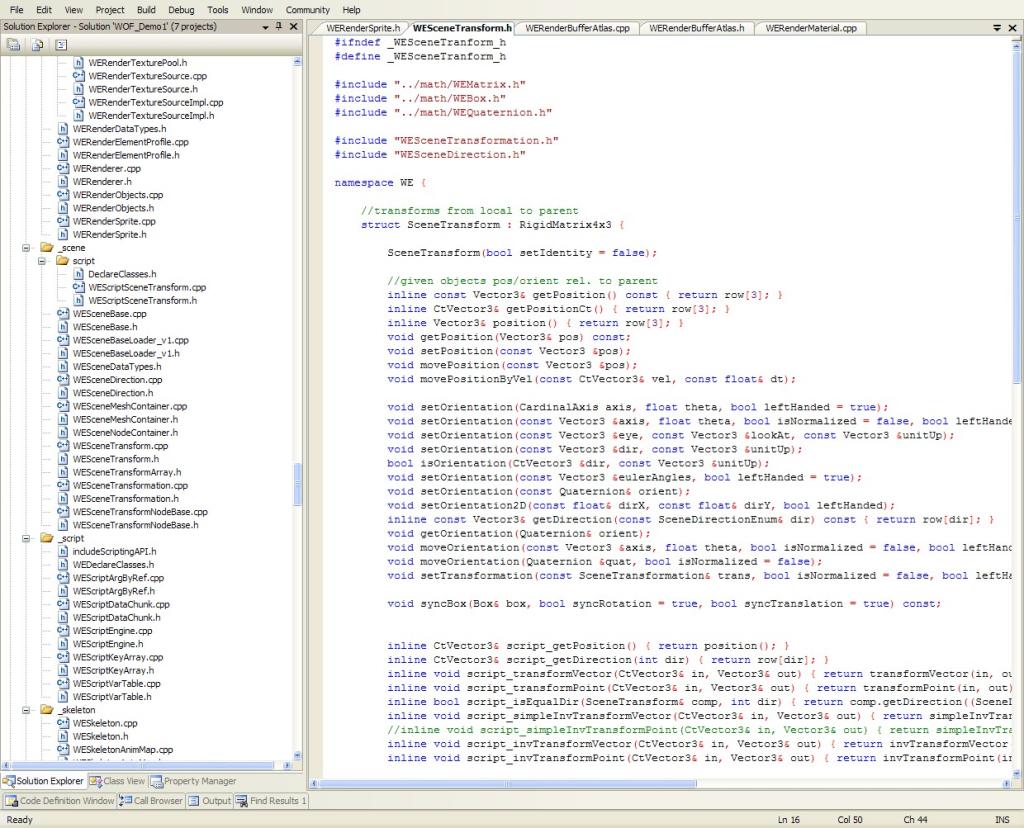 File Edit View Project Build Debug Tools Window Community Help
Solution Explorer - Solution 'WOF_Demo1' (7 projects)
WERenderTexturePool.h
WERenderTextureSource.cpp
WERenderTextureSource.h
WERenderTextureSourceImpl.cpp
WERenderTextureSourceImpl.h
WERenderDataTypes.h
WERenderElementProfile.cpp
WERenderElementProfile.h
WERenderer.cpp
WERenderer.h
WERenderObjects.cpp
WERenderObjects.h
WERenderSprite.cpp
WERenderSprite.h
_scene
script
DeclareClasses.h
WEScriptSceneTransform.cpp
WEScriptSceneTransform.h
WESceneBase.cpp
WESceneBase.h
WESceneBaseLoader_v1.cpp
WESceneBaseLoader_v1.h
WESceneDataTypes.h
WESceneDirection.cpp
WESceneDirection.h
WESceneMeshContainer.cpp
WESceneMeshContainer.h
WESceneNodeContainer.h
WESceneTransform.cpp
WESceneTransform.h
WESceneTransformArray.h
WESceneTransformation.cpp
WESceneTransformation.h
WESceneTransformNodeBase.cpp
WESceneTransformNodeBase.h
_script
includeScriptingAPI.h
WEDeclareClasses.h
WEScriptArgByRef.cpp
WEScriptArgByRef.h
WEScriptDataChunk.cpp
WEScriptDataChunk.h
WEScriptEngine.cpp
WEScriptEngine.h
WEScriptKeyArray.cpp
WEScriptKeyArray.h
WEScriptVarTable.cpp
WEScriptVarTable.h
_skeleton
WESkeleton.cpp
WESkeleton.h
WESkeletonAnimMap.cpp
Solution Explorer Class View Property Manager
WERenderSprite.h WESceneTransform.h WERenderBufferAtlas.cpp WERenderBufferAtlas.h WERenderMaterial.cpp
#ifndef _WESceneTranform_h
#define _WESceneTranform_h
#include "../math/WEMatrix.h"
#include "../math/WEBox.h"
#include "../math/WEQuaternion.h"
#include "WESceneTransformation.h"
#include "WESceneDirection.h"
namespace WE {
//transforms from local to parent
struct SceneTransform : RigidMatrix4x3 {
SceneTransform(bool setIdentity = false);
//given objects pos/orient rel. to parent
inline const Vector3& getPosition() const { return row[3]; }
inline CtVector3& getPositionCt() { return row[3]; }
inline Vector3& position() { return row[3]; }
void getPosition(Vector3& pos) const;
void setPosition(const Vector3 &pos);
void movePosition(const Vector3 &pos);
void movePositionByVel(const CtVector3& vel, const float& dt);
void setOrientation(CardinalAxis axis, float theta, bool leftHanded = true);
void setOrientation(const Vector3 &axis, float theta, bool isNormalized = false, bool leftHande
void setOrientation(const Vector3 &eye, const Vector3 &lookAt, const Vector3 &unitUp);
void setOrientation(const Vector3 &dir, const Vector3 &unitUp);
bool isOrientation(CtVector3 &dir, const Vector3 &unitUp);
void setOrientation(const Vector3 &eulerAngles, bool leftHanded = true);
void setOrientation(const Quaternion& orient);
void setOrientation2D(const float& dirX, const float& dirY, bool leftHanded);
inline const Vector3& getDirection(const SceneDirectionEnum& dir) const { return row[dir]; }
void getOrientation(Quaternion& orient);
void moveOrientation(const Vector3 &axis, float theta, bool isNormalized = false, bool leftHand
void moveOrientation(Quaternion &quat, bool isNormalized = false);
void setTransformation(const SceneTransformation& trans, bool isNormalized = false, bool leftHa
void syncBox(Box& box, bool syncRotation = true, bool syncTranslation = true) const;
inline CtVector3& script_getPosition() { return position(); }
inline CtVector3& script_getDirection(int dir) { return row[dir]; }
inline void script_transformVector(CtVector3& in, Vector3& out) { return transformVector(in, ou
inline void script_transformPoint(CtVector3& in, Vector3& out) { return transformPoint(in, out)
inline bool script_isEqualDir(SceneTransform& comp, int dir) { return comp.getDirection((SceneD
inline void script_simpleInvTransformVector(CtVector3& in, Vector3& out) { return simpleInvTran
//inline void script_simpleInvTransformPoint(CtVector3& in, Vector3& out) { return simpleInvTra
inline void script_invTransformVector(CtVector3& in, Vector3& out) { return invTransformVector
inline void script_invTransformPoint(CtVector3& in, Vector3& out) { return invTransformPoint(in
Code Definition Window Call Browser Output Find Results 1
Ready Ln 16 Col 50 Ch 44 INS